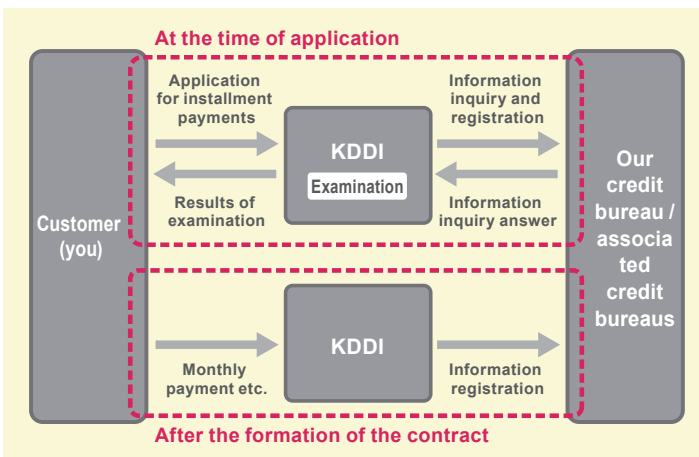 At the time of application
Application
for installment
payments
Information
inquiry and
registration
KDDI
Examination
Results of
examination
Information
inquiry answer
Customer
(you)
Our
credit
bureau /
associa
ted
credit
bureaus
KDDI
Monthly
payment etc.
Information
registration
After the formation of the contract